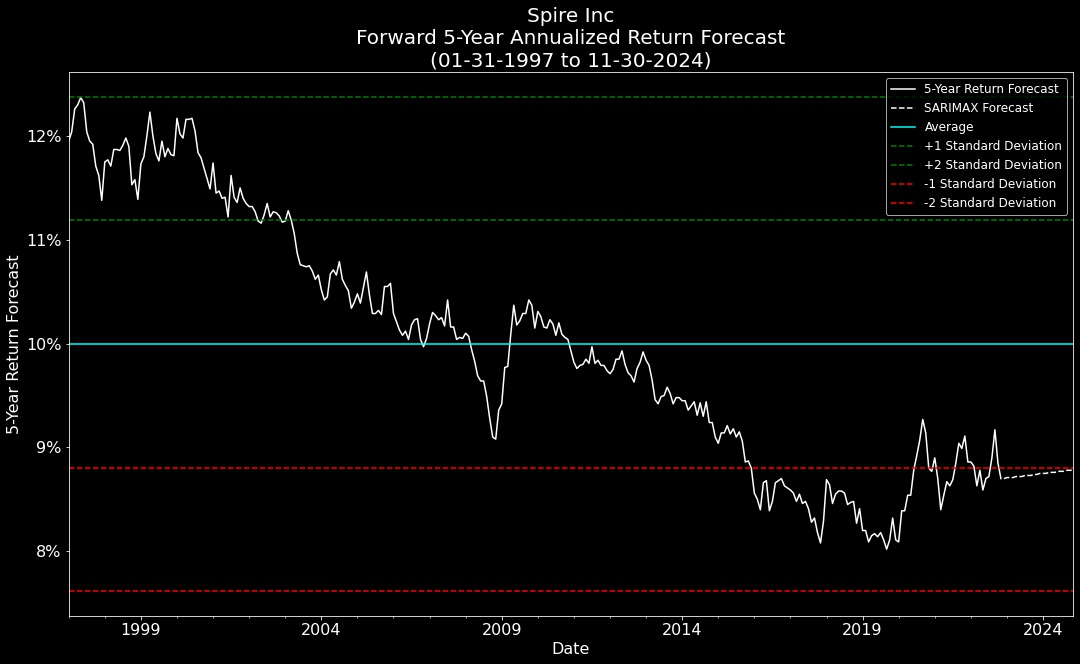 Spire Inc
Forward 5-Year Annualized Return Forecast
(01-31-1997 to 11-30-2024)
5-Year Return Forecast
SARIMAX Forecast
Average
+1 Standard Deviation
+2 Standard Deviation
-1 Standard Deviation
-2 Standard Deviation
5-Year Return Forecast
12%
11%
10%
9%
8%
1999
2004
2009
2014
2019
2024
Date